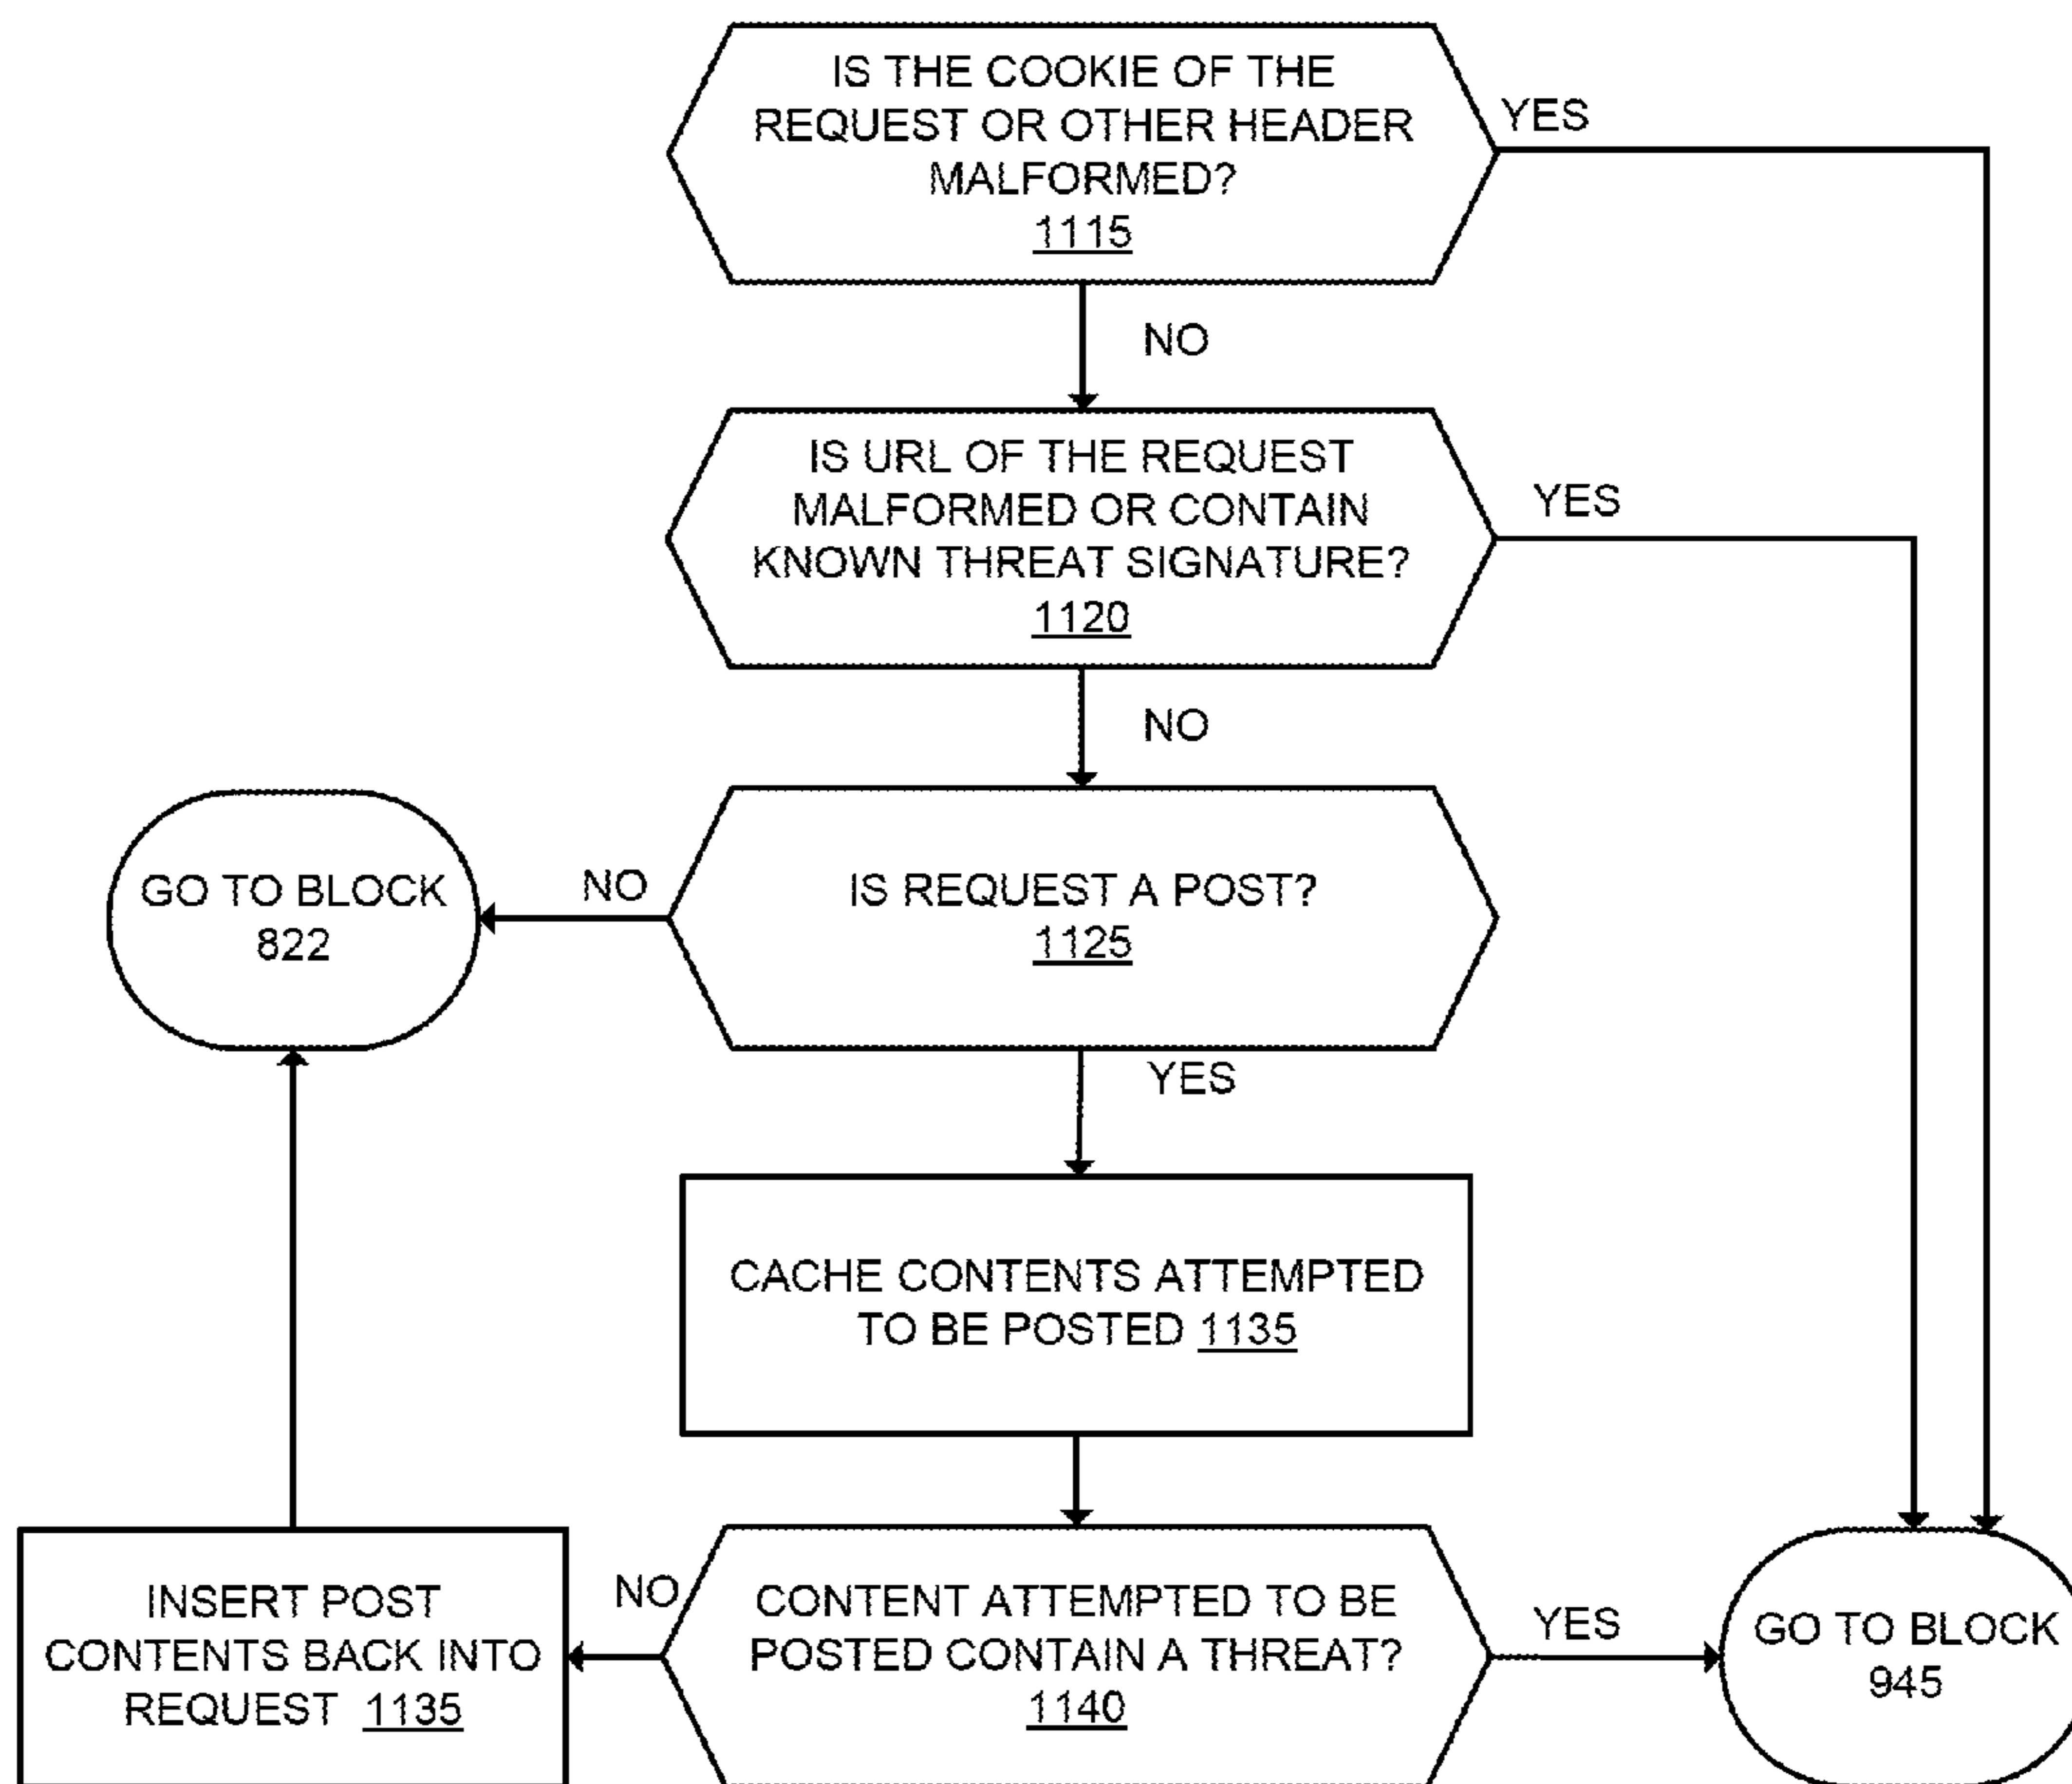 IS THE COOKIE OF THE
REQUEST OR OTHER HEADER
MALFORMED?
1115
YES
NO
IS URL OF THE REQUEST
MALFORMED OR CONTAIN
KNOWN THREAT SIGNATURE?
1120
YES
NO
IS REQUEST A POST?
1125
NO
GO TO BLOCK
822
YES
CACHE CONTENTS ATTEMPTED
TO BE POSTED 1135
CONTENT ATTEMPTED TO BE
POSTED CONTAIN A THREAT?
1140
NO
INSERT POST
CONTENTS BACK INTO
REQUEST 1135
YES
GO TO BLOCK
945